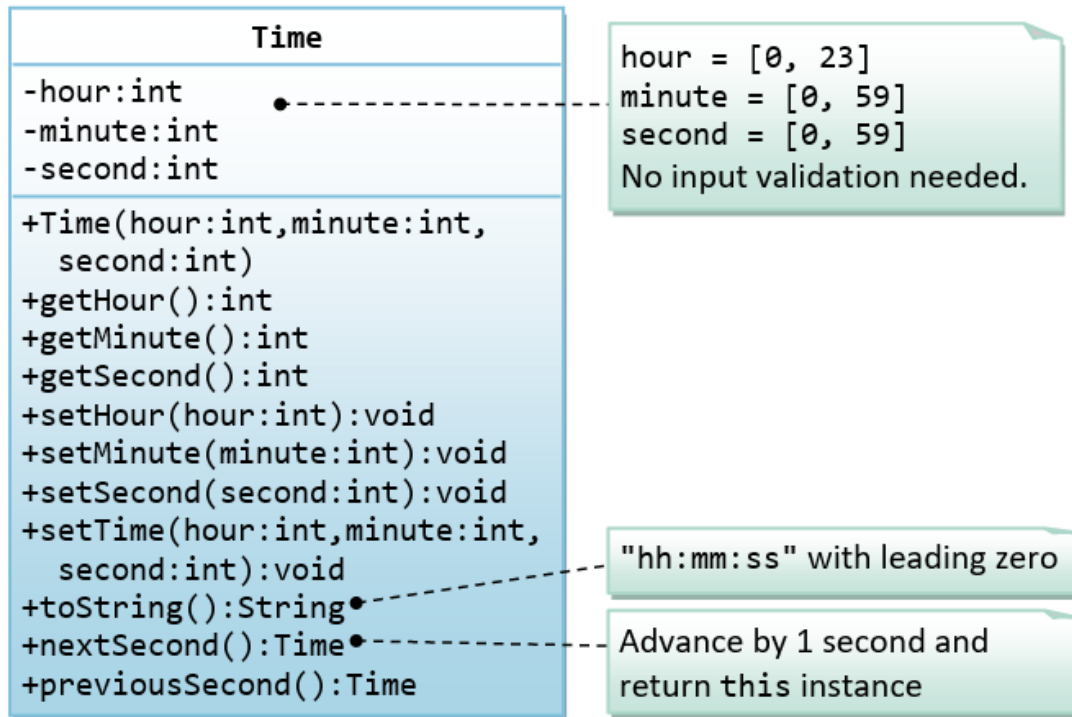 Time
-hour:int
-minute:int
-second:int
+Time(hour:int,minute:int,
second:int)
+getHour():int
+getMinute():int
+getSecond():int
+setHour(hour:int):void
+setMinute(minute:int):void
+setSecond(second:int):void
+setTime(hour:int,minute:int,
second:int):void
+toString():String
+nextSecond():Time
+previousSecond():Time
hour = [0, 23]
minute = [0, 59]
second = [0, 59]
No input validation needed.
"hh:mm:ss" with leading zero
Advance by 1 second and
return this instance